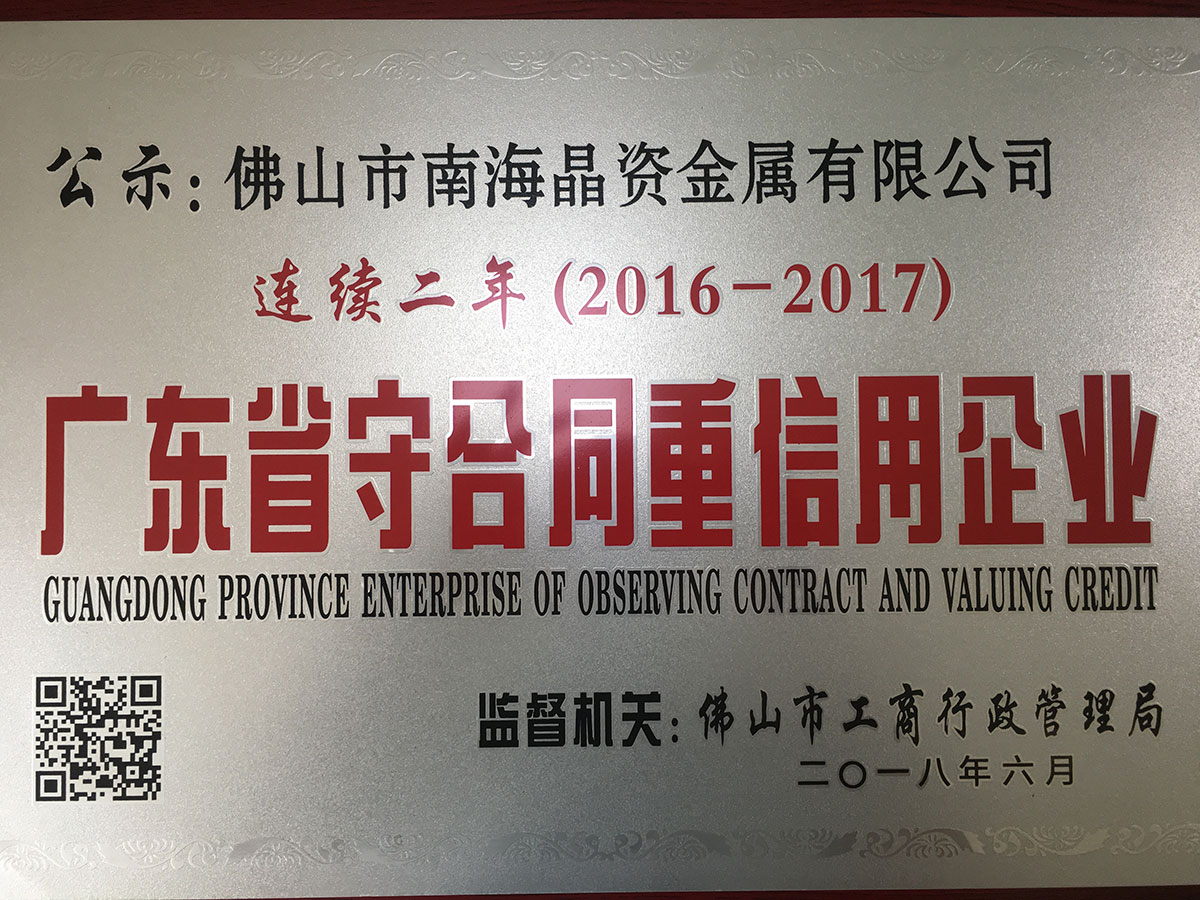 公示:佛山市南海晶资金属有限公司
连续二年(2016-2017)
广东省守合同重信用企业
GUANGDONG PROVINCE ENTERPRISE OF OBSERVING CONTRACT AND VALUING CREDIT
监督机关:佛山市工商行政管理局
二〇一八年六月